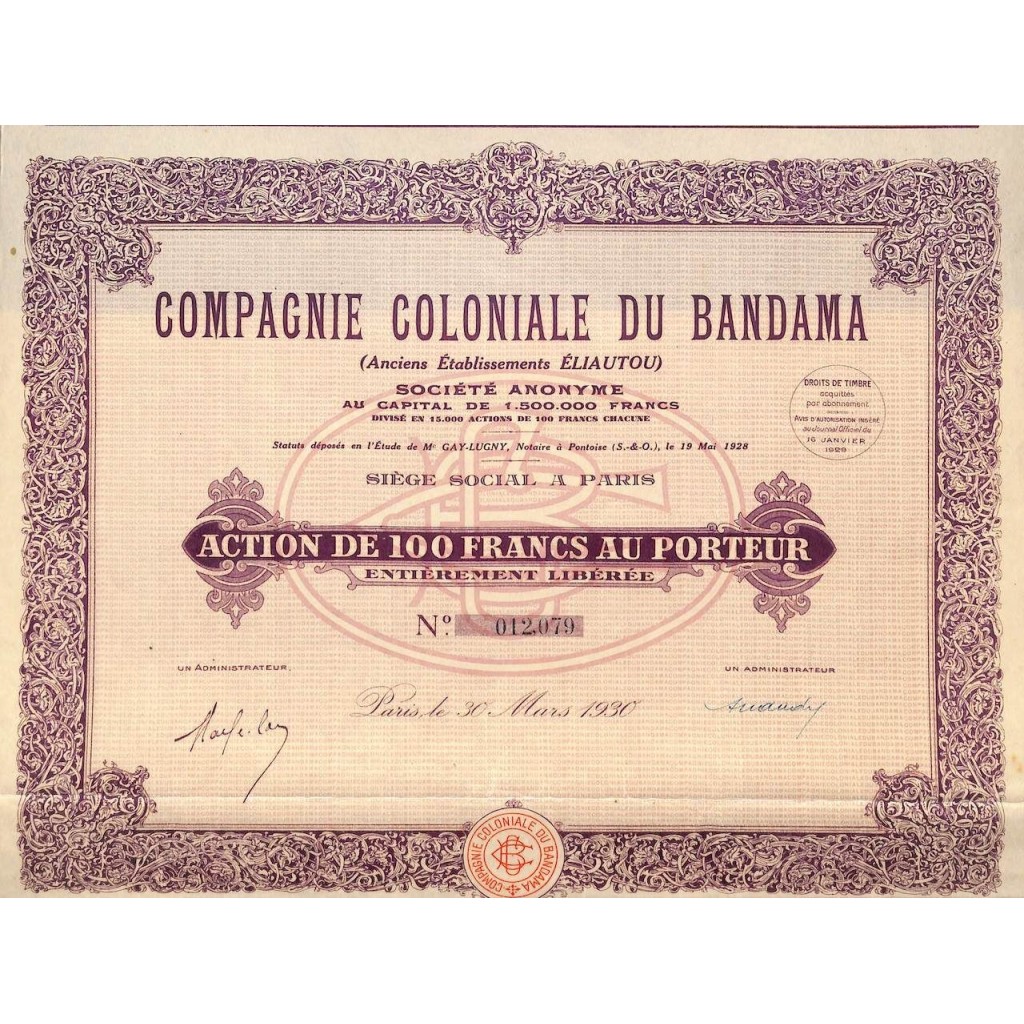 COMPAGNIE COLONIALE DU BANDAMA
(Anciens Établissements ÉLIAUTOU)
SOCIÉTÉ ANONYME
AU CAPITAL DE 1.500.000 FRANCS
DIVISÉ EN 15.000 ACTIONS DE 100 FRANCS CHACUNE
DROITS DE TIMBRE
acquittés
par abonnement
AVIS D'AUTORISATION INSÉRÉ
au Journal Officiel du
16 JANVIER
1929
Statuts déposés en l'Étude de Me GAY-LUGNY, Notaire à Pontoise (S.-&-O.), le 19 Mai 1928
SIÈGE SOCIAL A PARIS
ACTION DE 100 FRANCS AU PORTEUR
ENTIÈREMENT LIBÉRÉE
No. 012,079
UN ADMINISTRATEUR,
UN ADMINISTRATEUR
Paris, le 30 Mars 1930
COMPAGNIE COLONIALE DU BANDAMA